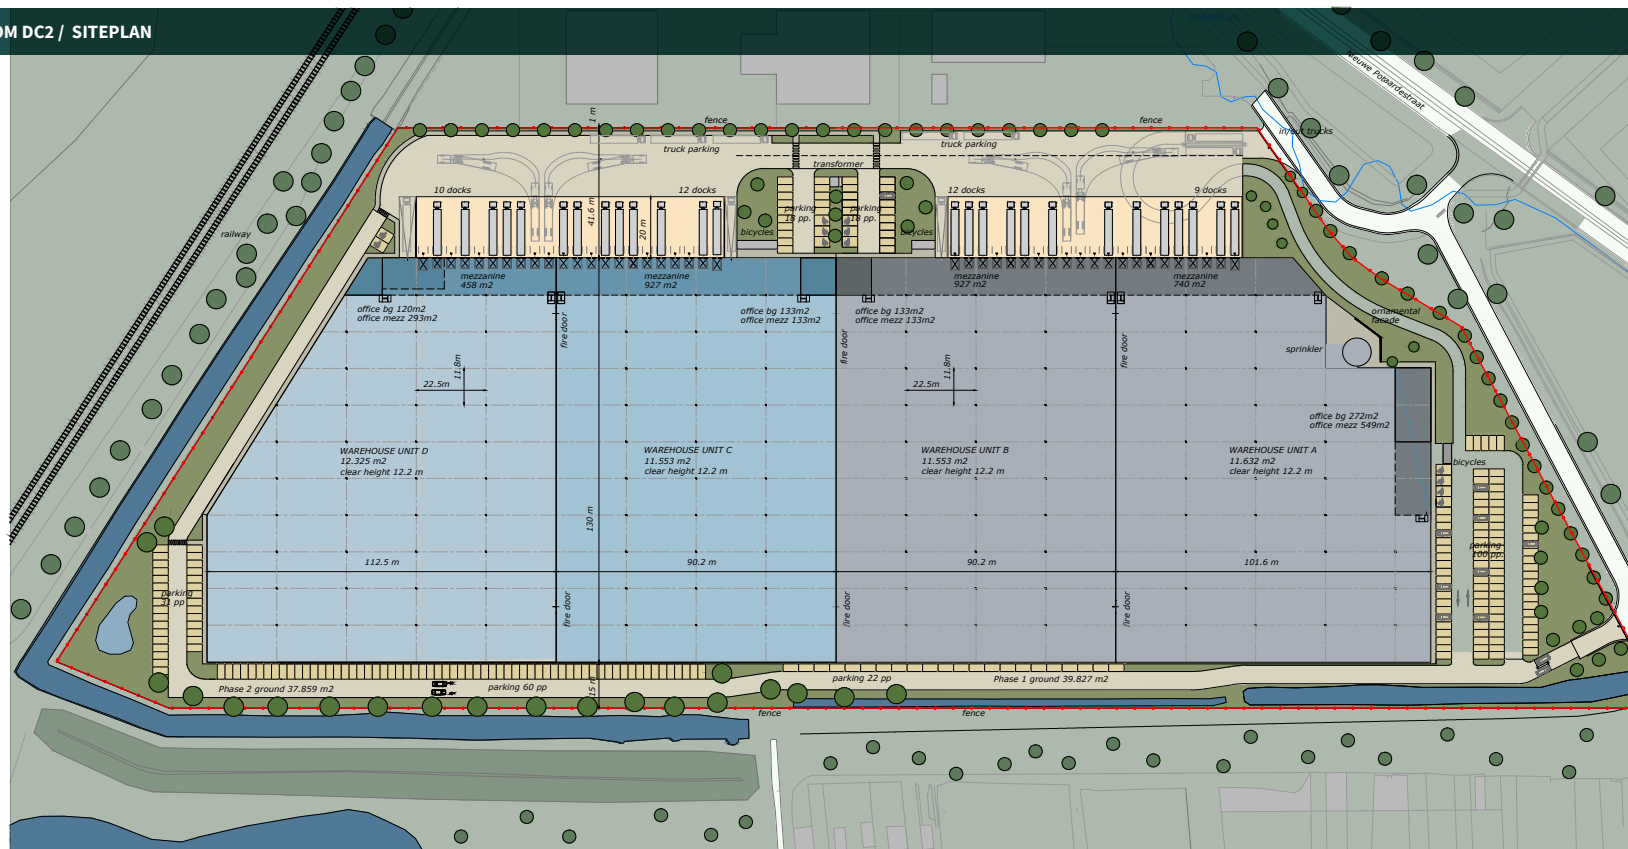 OM DC2 / SITEPLAN
Nieuwe Potaardestraat
1 m
fence
fence
in/out trucks
truck parking
truck parking
transformer
10 docks
12 docks
12 docks
9 docks
41.6 m
20 m
parking
18 pp.
parking
18 pp.
bicycles
bicycles
railway
mezzanine
458 m2
mezzanine
927 m2
mezzanine
927 m2
mezzanine
740 m2
office bg 120m2
office mezz 293m2
office bg 133m2
office mezz 133m2
office bg 133m2
office mezz 133m2
ornamental
facade
fire door
fire door
fire door
sprinkler
11.8m
22.5m
11.8m
22.5m
office bg 272m2
office mezz 549m2
WAREHOUSE UNIT D
12.325 m2
clear height 12.2 m
WAREHOUSE UNIT C
11.553 m2
clear height 12.2 m
WAREHOUSE UNIT B
11.553 m2
clear height 12.2 m
WAREHOUSE UNIT A
11.632 m2
clear height 12.2 m
bicycles
130 m
parking
100 pp.
112.5 m
90.2 m
90.2 m
101.6 m
parking
31 pp
fire door
fire door
fire door
Phase 2 ground 37.859 m2
parking 60 pp
15 m
parking 22 pp
Phase 1 ground 39.827 m2
fence
fence